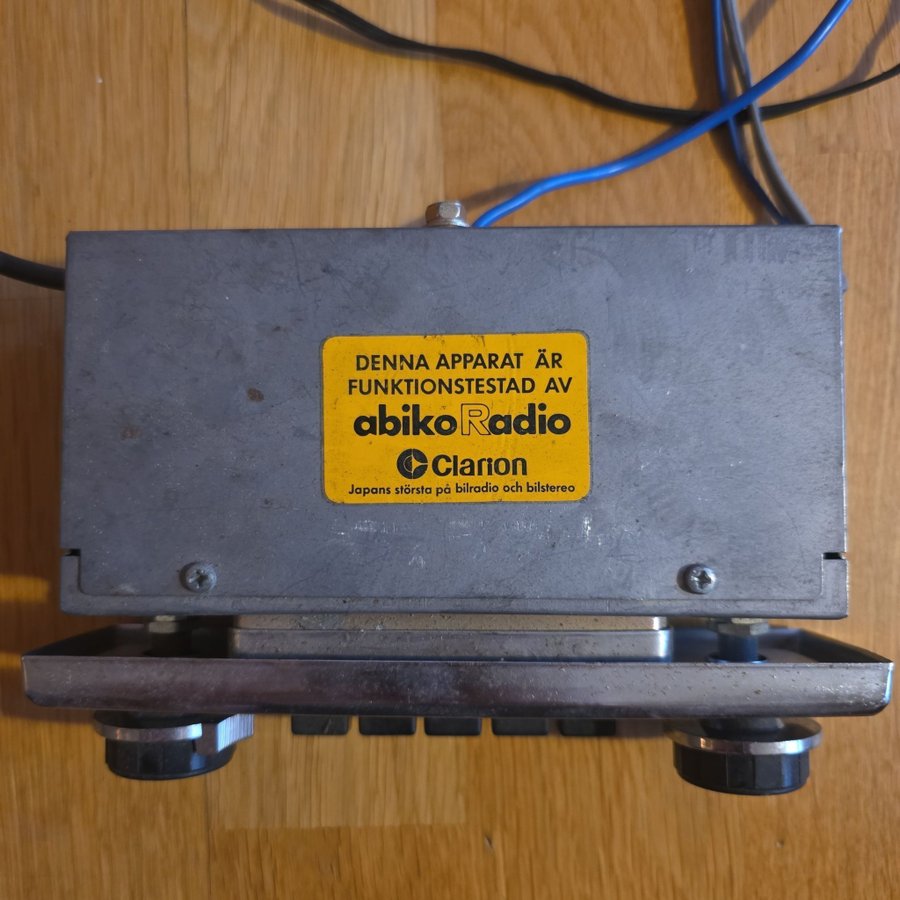 DENNA APPARAT ÄR
FUNKTIONSTESTAD AV
abikoRadio
Clarion
Japans största på bilradio och bilstereo